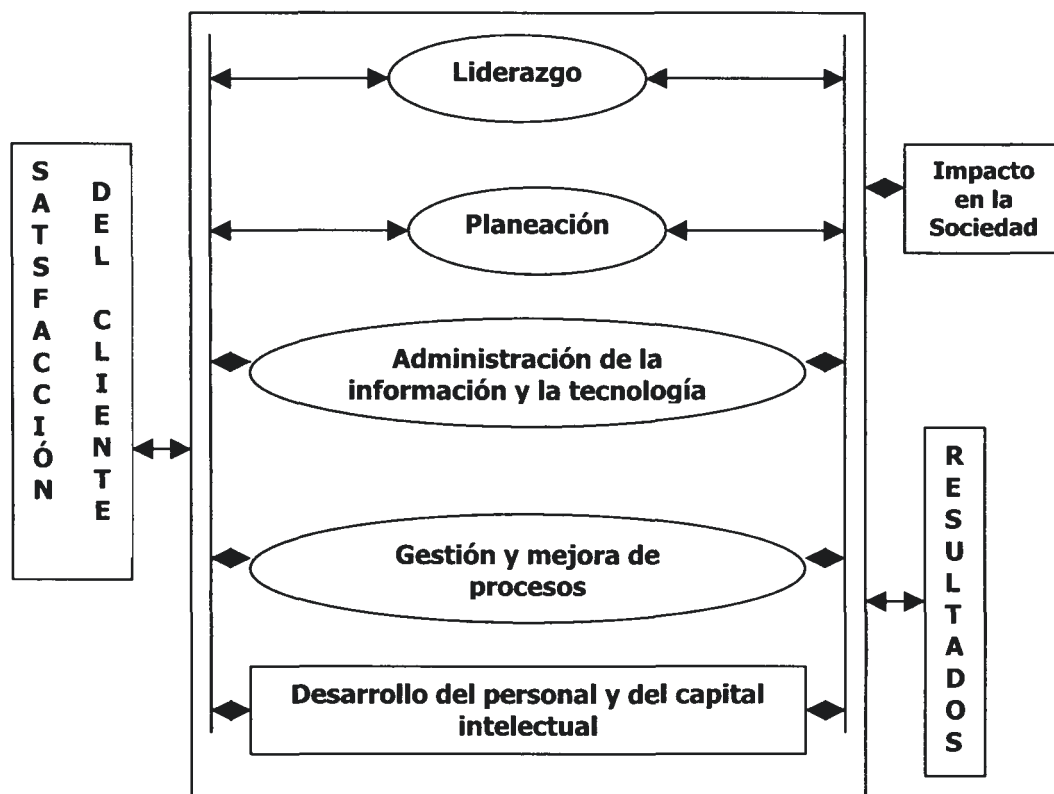 Liderazgo
SATSFACCIÓN
DEL CLIENTE
Impacto
en la
Sociedad
Planeación
Administración de la
información y la tecnología
Gestión y mejora de
procesos
RESULTADOS
Desarrollo del personal y del capital
intelectual